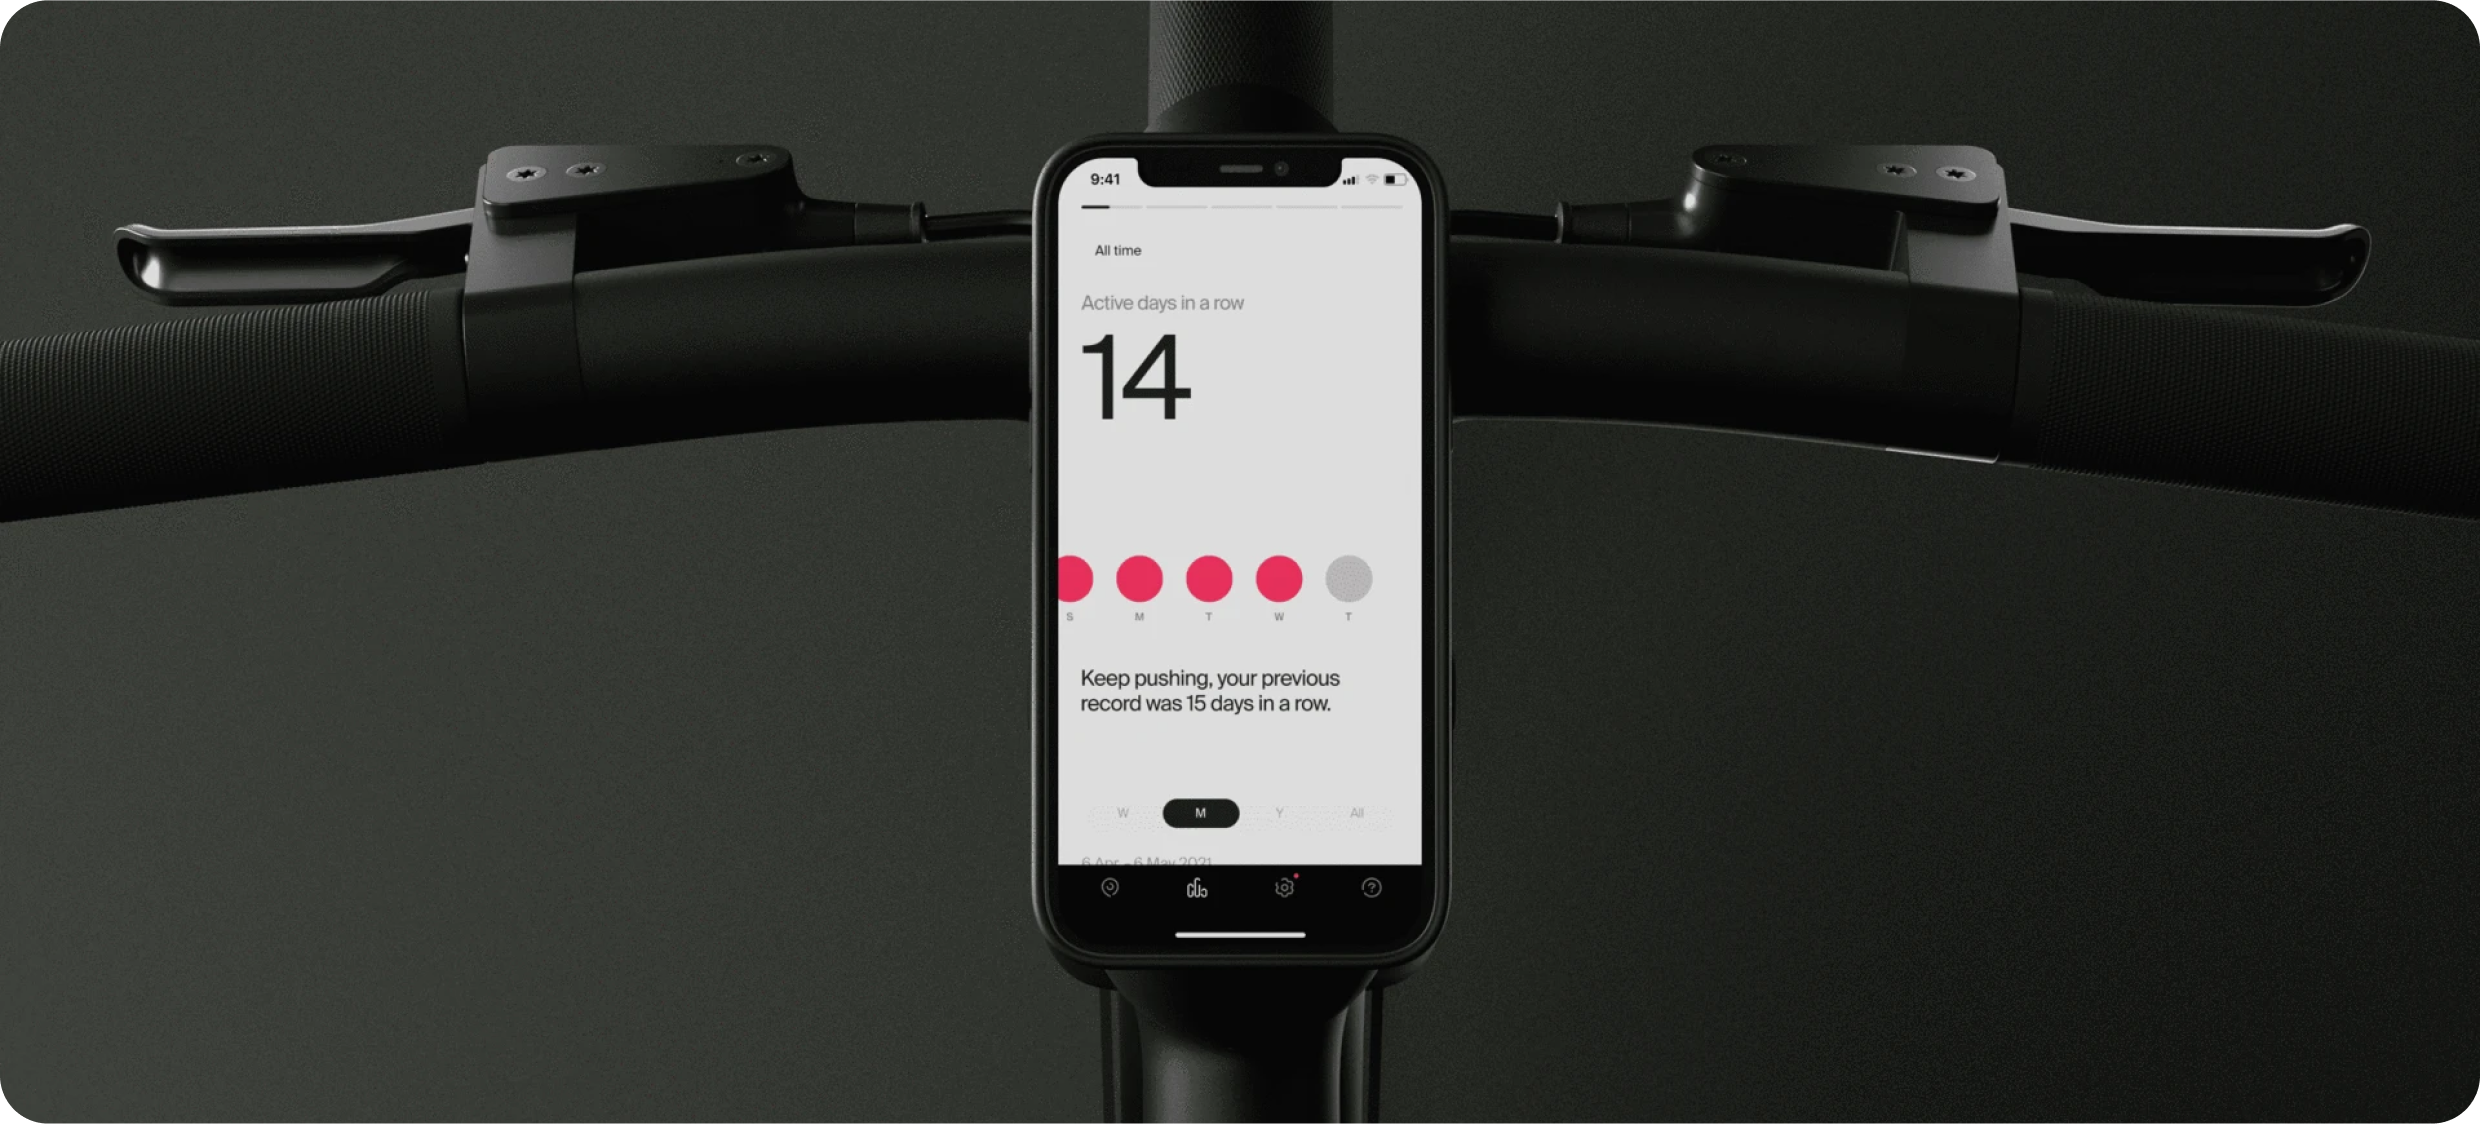 9:41
All time
Active days in a row
14
S M T W T
Keep pushing, your previous
record was 15 days in a row.
W M Y All
6 Apr - 6 May 2021